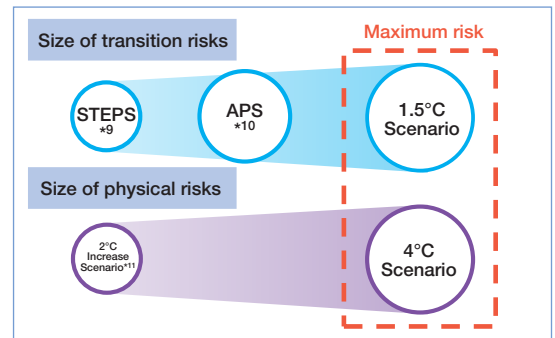 Size of transition risks
Maximum risk
STEPS
*9
APS
*10
1.5°C
Scenario
Size of physical risks
2°C
Increase
Scenario*11
4°C
Scenario